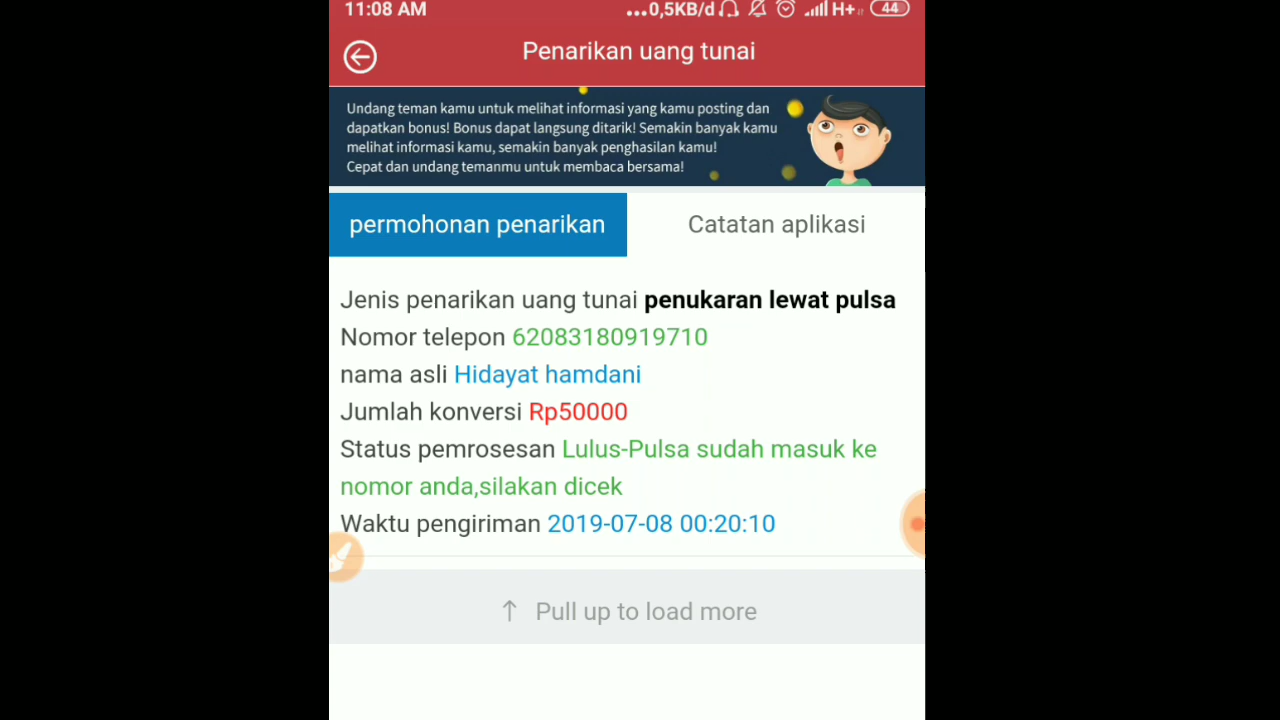 11:08 AM ...0,5KB/d H+ 44
Penarikan uang tunai
Undang teman kamu untuk melihat informasi yang kamu posting dan
dapatkan bonus! Bonus dapat langsung ditarik! Semakin banyak kamu
melihat informasi kamu, semakin banyak penghasilan kamu!
Cepat dan undang temanmu untuk membaca bersama!
permohonan penarikan Catatan aplikasi
Jenis penarikan uang tunai penukaran lewat pulsa
Nomor telepon 62083180919710
nama asli Hidayat hamdani
Jumlah konversi Rp50000
Status pemrosesan Lulus-Pulsa sudah masuk ke
nomor anda,silakan dicek
Waktu pengiriman 2019-07-08 00:20:10
↑ Pull up to load more